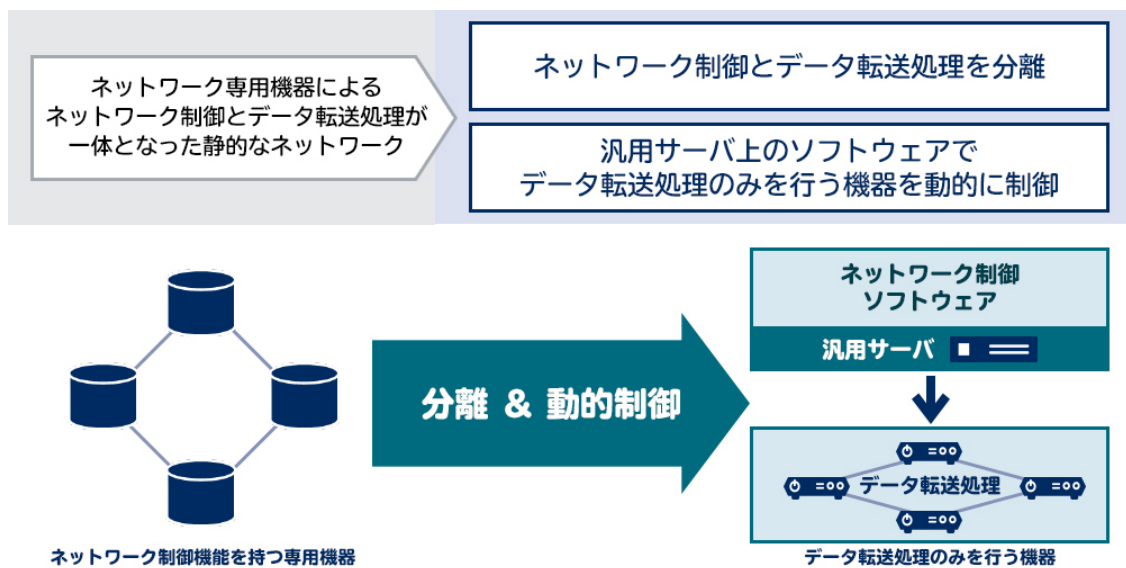 ネットワーク専用機器による
ネットワーク制御とデータ転送処理が
一体となった静的なネットワーク
ネットワーク制御とデータ転送処理を分離
汎用サーバ上のソフトウェアで
データ転送処理のみを行う機器を動的に制御
ネットワーク制御機能を持つ専用機器
分離 & 動的制御
ネットワーク制御
ソフトウェア
汎用サーバ
データ転送処理
データ転送処理のみを行う機器